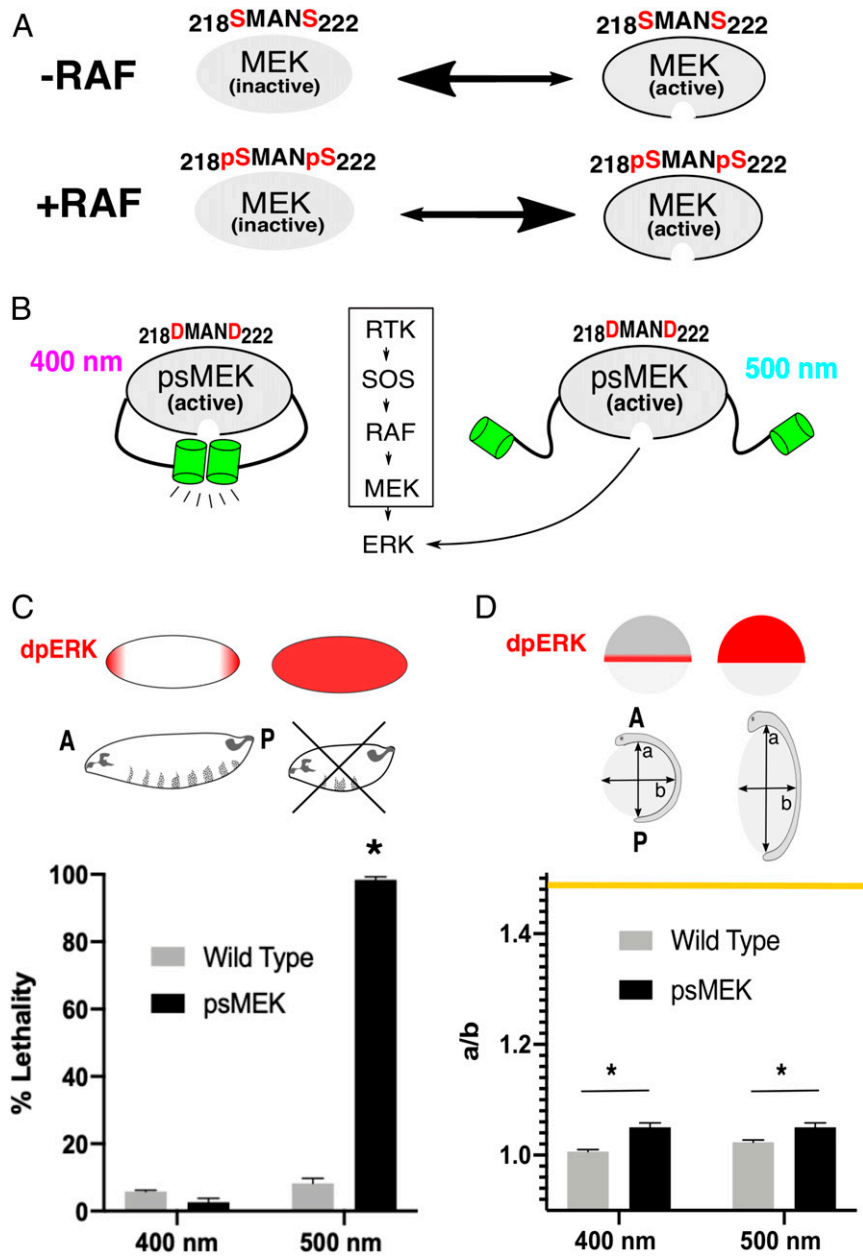 A
-RAF
218SMANS222
MEK
(inactive)
218SMANS222
MEK
(active)
+RAF
218pSMANpS222
MEK
(inactive)
218pSMANpS222
MEK
(active)
B
400 nm
218DMAND222
psMEK
(active)
RTK
SOS
RAF
MEK
ERK
218DMAND222
psMEK
(active)
500 nm
C
dpERK
A
P
% Lethality
100
80
60
40
20
0
*
Wild Type
psMEK
400 nm
500 nm
D
dpERK
A
a
b
P
a
b
a/b
1.4
1.2
1.0
Wild Type
psMEK
*
*
400 nm
500 nm